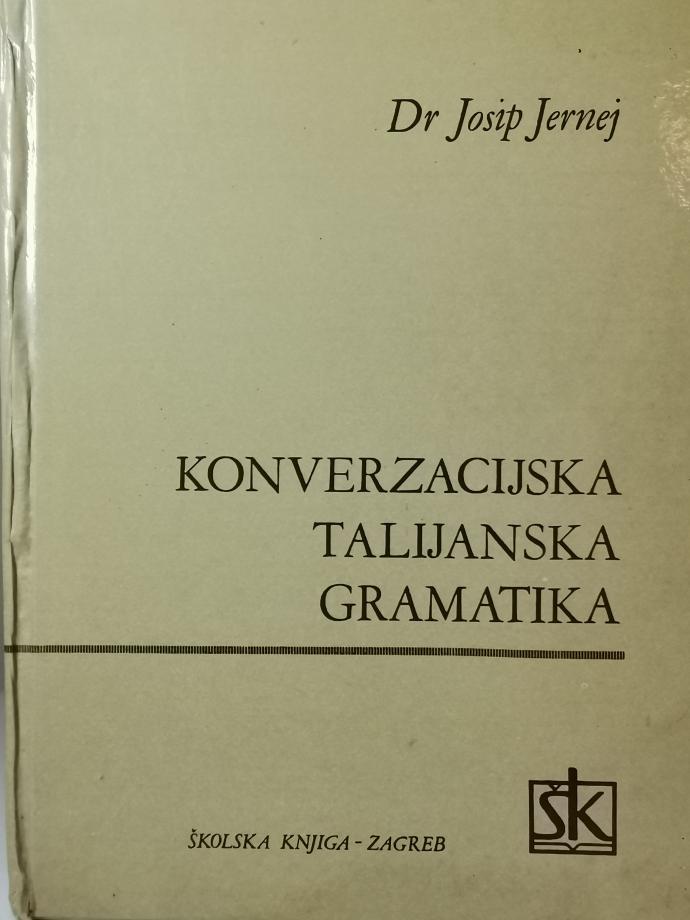 Dr Josip Jernej
KONVERZACIJSKA
TALIJANSKA
GRAMATIKA
ŠK
ŠKOLSKA KNJIGA - ZAGREB